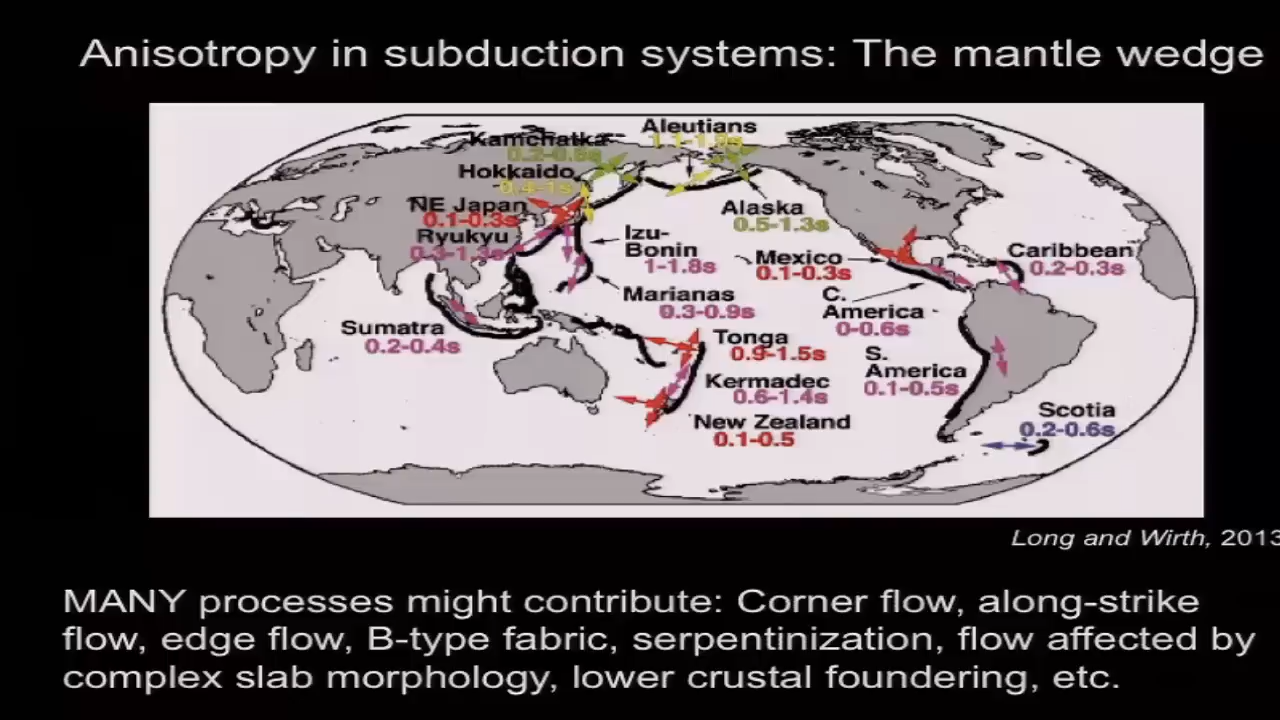 Anisotropy in subduction systems: The mantle wedge
Kamchatka
Aleutians
Hokkaido
0.4-1s
NE Japan
0.1-0.3s
Ryukyu
Izu-
Bonin
1-1.8s
Marianas
0.3-0.9s
Alaska
0.5-1.3s
Mexico
0.1-0.3s
Caribbean
0.2-0.3s
C.
America
0-0.6s
Sumatra
0.2-0.4s
Tonga
0.9-1.5s
Kermadec
0.6-1.4s
New Zealand
0.1-0.5
S.
America
0.1-0.5s
Scotia
0.2-0.6s
Long and Wirth, 2013
MANY processes might contribute: Corner flow, along-strike
flow, edge flow, B-type fabric, serpentinization, flow affected by
complex slab morphology, lower crustal foundering, etc.